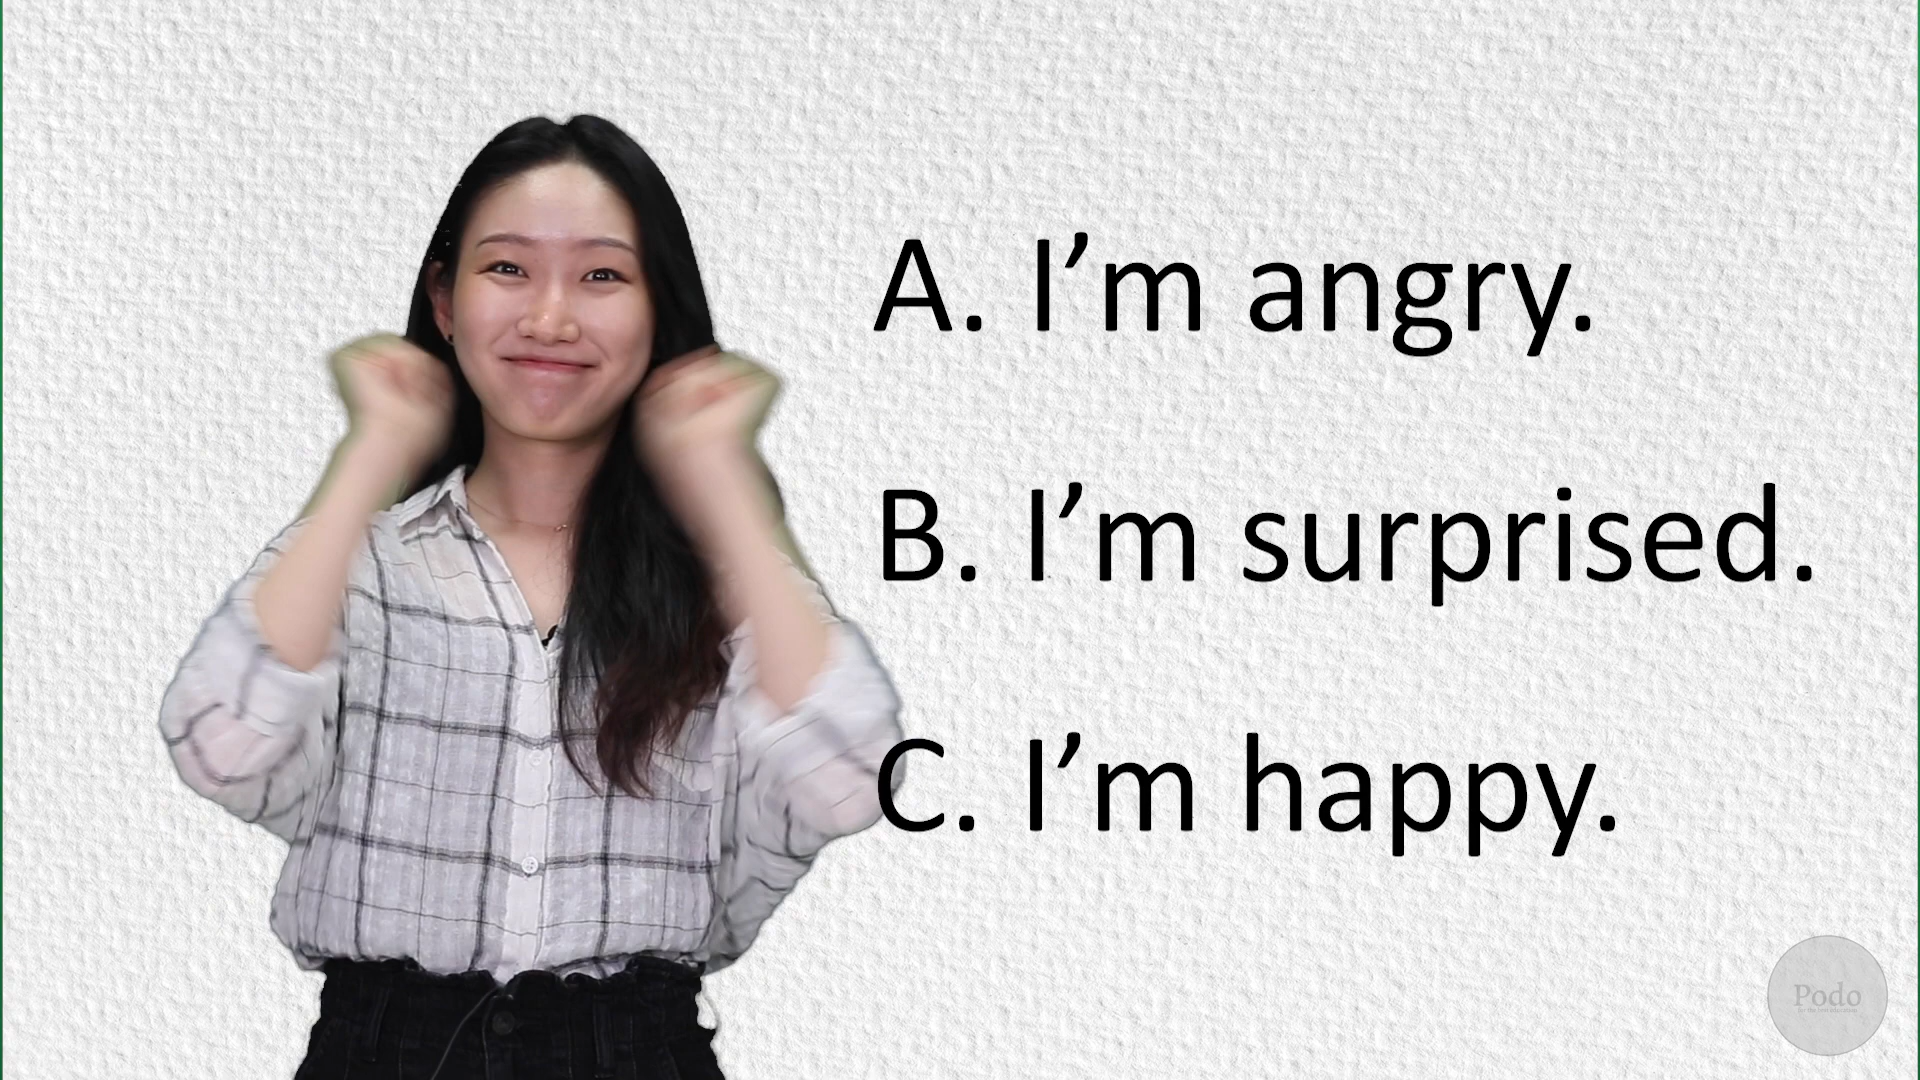 A. I’m angry.
B. I’m surprised.
C. I’m happy.
Podo